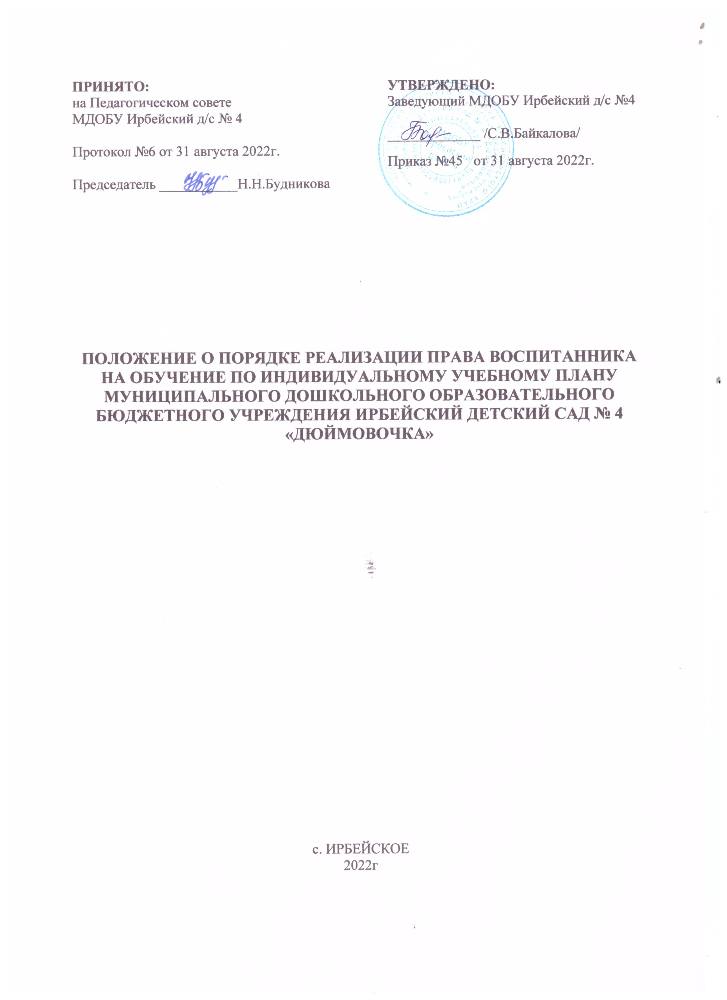 ПРИНЯТО:
на Педагогическом совете
МДОБУ Ирбейский д/с № 4
Протокол №6 от 31 августа 2022г.
Председатель ____________Н.Н.Будникова
УТВЕРЖДЕНО:
Заведующий МДОБУ Ирбейский д/с №4
______________ /С.В.Байкалова/
Приказ №45 от 31 августа 2022г.
МДОБУ
Ирбейский
ПОЛОЖЕНИЕ О ПОРЯДКЕ РЕАЛИЗАЦИИ ПРАВА ВОСПИТАННИКА
НА ОБУЧЕНИЕ ПО ИНДИВИДУАЛЬНОМУ УЧЕБНОМУ ПЛАНУ
МУНИЦИПАЛЬНОГО ДОШКОЛЬНОГО ОБРАЗОВАТЕЛЬНОГО
БЮДЖЕТНОГО УЧРЕЖДЕНИЯ ИРБЕЙСКИЙ ДЕТСКИЙ САД № 4
«ДЮЙМОВОЧКА»
с. ИРБЕЙСКОЕ
2022г